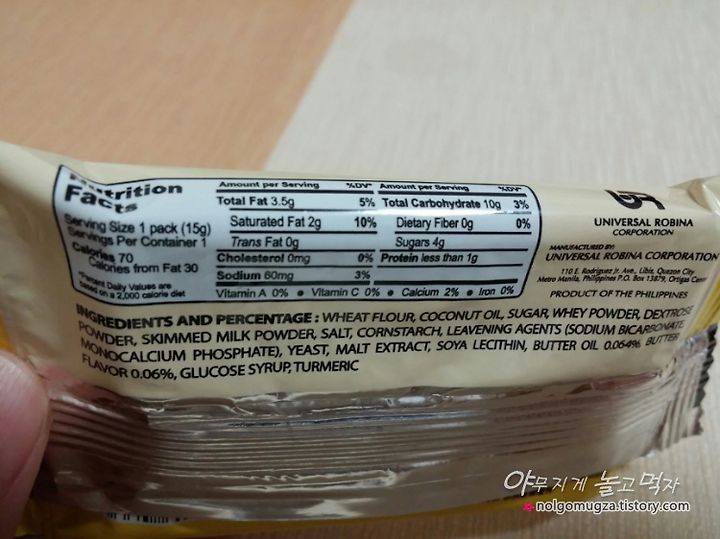 Nutrition
Facts
Serving Size 1 pack (15g)
Servings Per Container 1
Calories 70
Calories from Fat 30
*Percent Daily Values are
based on a 2,000 calorie diet
Amount per Serving %DV* Amount per Serving %DV*
Total Fat 3.5g 5% Total Carbohydrate 10g 3%
Saturated Fat 2g 10% Dietary Fiber 0g 0%
Trans Fat 0g Sugars 4g
Cholesterol 0mg 0% Protein less than 1g
Sodium 60mg 3%
Vitamin A 0% • Vitamin C 0% • Calcium 2% • Iron 0%
UNIVERSAL ROBINA
CORPORATION
MANUFACTURED BY:
UNIVERSAL ROBINA CORPORATION
110 E. Rodriguez Jr. Ave., Libis, Quezon City
Metro Manila, Philippines P.O. Box 13879, Ortigas
PRODUCT OF THE PHILIPPINES
INGREDIENTS AND PERCENTAGE : WHEAT FLOUR, COCONUT OIL, SUGAR, WHEY POWDER, DEXTROSE
POWDER, SKIMMED MILK POWDER, SALT, CORNSTARCH, LEAVENING AGENTS (SODIUM BICARBONATE,
MONOCALCIUM PHOSPHATE), YEAST, MALT EXTRACT, SOYA LECITHIN, BUTTER OIL 0.064% BUTTER
FLAVOR 0.06%, GLUCOSE SYRUP, TURMERIC
야무지게 놀고먹자
nolgomugza.tistory.com